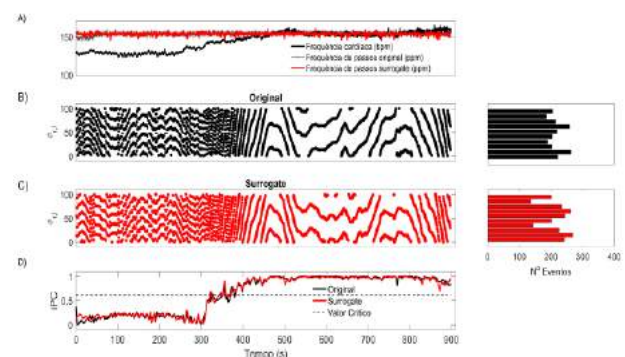 A)
150
100
Frequência cardíaca (bpm)
Frequência de passos original (ppm)
Frequência de passos surrogate (ppm)
B)
Original
100
50
0
C)
Surrogate
100
50
0
0 100 200 300 400
Nº Eventos
D)
1
0.5
0
IPC
Original
Surrogate
Valor Crítico
0 100 200 300 400 500 600 700 800 900
Tempo (s)